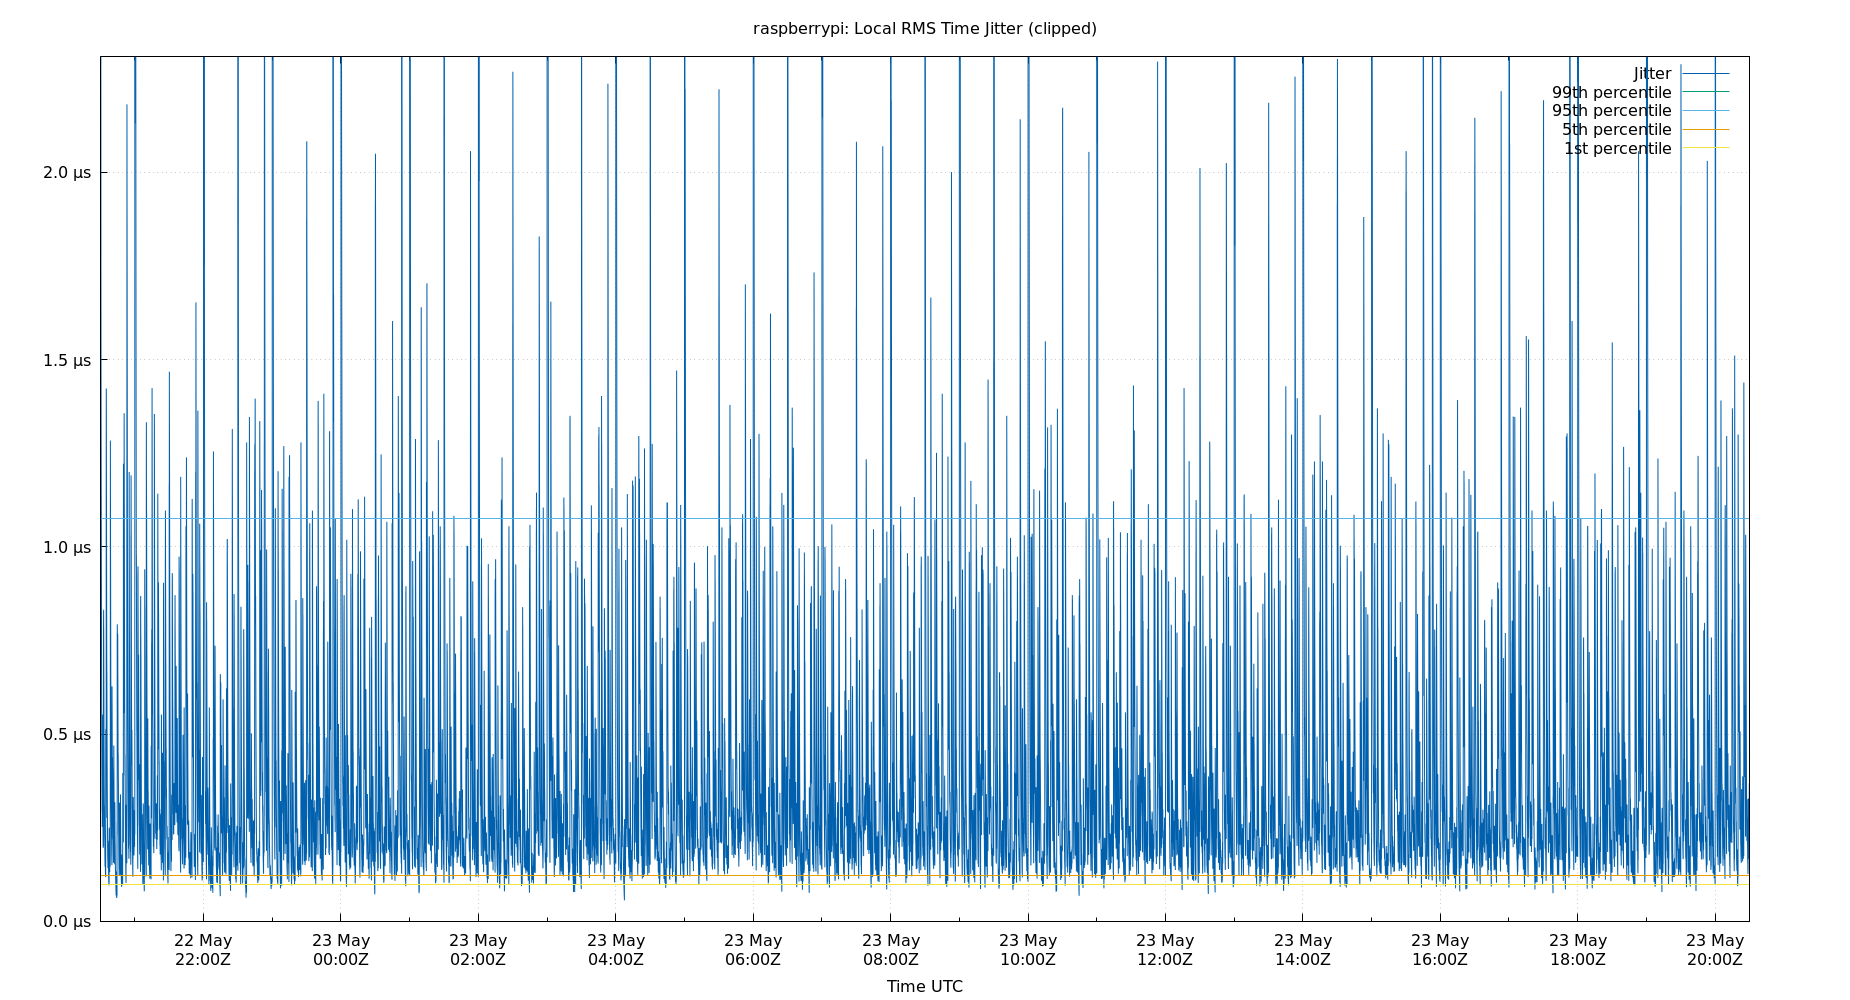 raspberrypi: Local RMS Time Jitter (clipped)
Jitter
99th percentile
95th percentile
5th percentile
1st percentile
2.0 µs
1.5 µs
1.0 µs
0.5 µs
0.0 µs
22 May 23 May 23 May 23 May 23 May 23 May 23 May 23 May 23 May 23 May 23 May 23 May
22:00Z 00:00Z 02:00Z 04:00Z 06:00Z 08:00Z 10:00Z 12:00Z 14:00Z 16:00Z 18:00Z 20:00Z
Time UTC